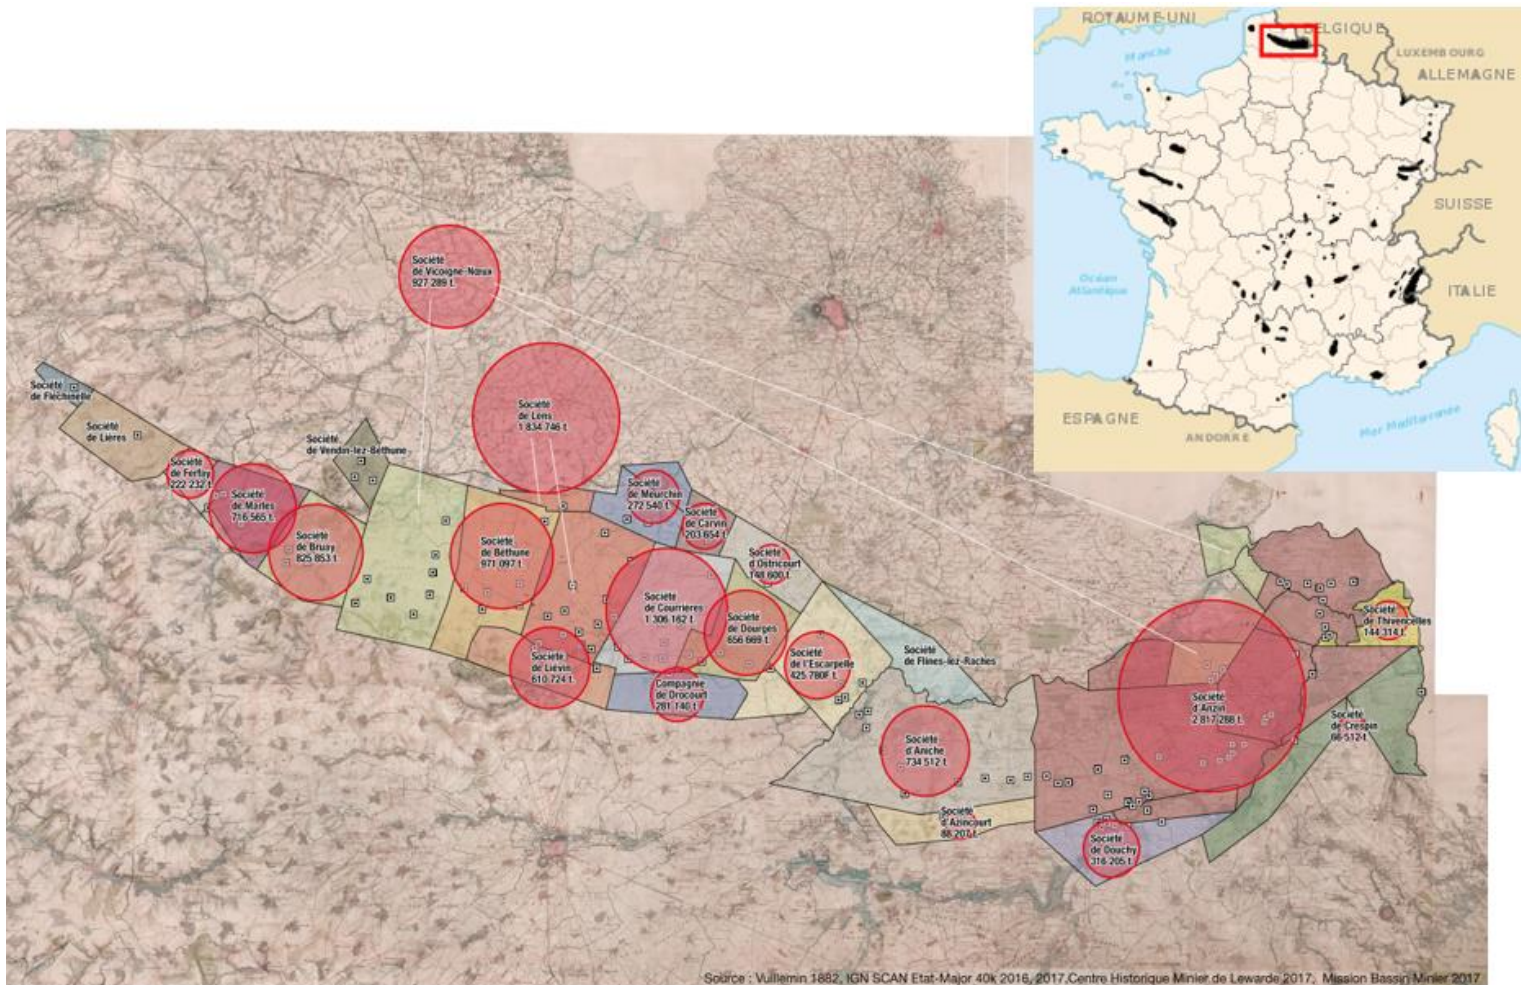 ROYAUME-UNI
BELGIQUE
LUXEMBOURG
Manche
ALLEMAGNE
SUISSE
Océan
Atlantique
ITALIE
ESPAGNE
ANDORRE
Mer Méditerranée
Société
de Vicoigne-Nœux
927 289 t.
Société
de Fléchinelle
Société
de Lières
Société
de Lens
1 834 746 t.
Société
de Vendin-lez-Béthune
Société
de Ferfay
222 232 t.
Société
de Marles
716 565 t.
Société
de Bruay
825 853 t.
Société
de Béthune
971 097 t.
Société
de Meurchin
272 540 t.
Société
de Carvin
203 654 t.
Société
d'Ostricourt
148 600 t.
Société
de Courrières
1 306 162 t.
Société
de Dourges
656 669 t.
Société
de Liévin
610 724 t.
Compagnie
de Drocourt
281 140 t.
Société
de l'Escarpelle
425 780F t.
Société
de Flines-lez-Raches
Société
de Thivencelles
144 314 t.
Société
d'Anzin
2 817 288 t.
Société
de Crespin
66 512 t.
Société
d'Aniche
734 512 t.
Société
d'Azincourt
88 207 t.
Société
de Douchy
316 205 t.
Source : Vuillemin 1882, IGN SCAN Etat-Major 40k 2016, 2017,Centre Historique Minier de Lewarde 2017, Mission Bassin Minier 2017